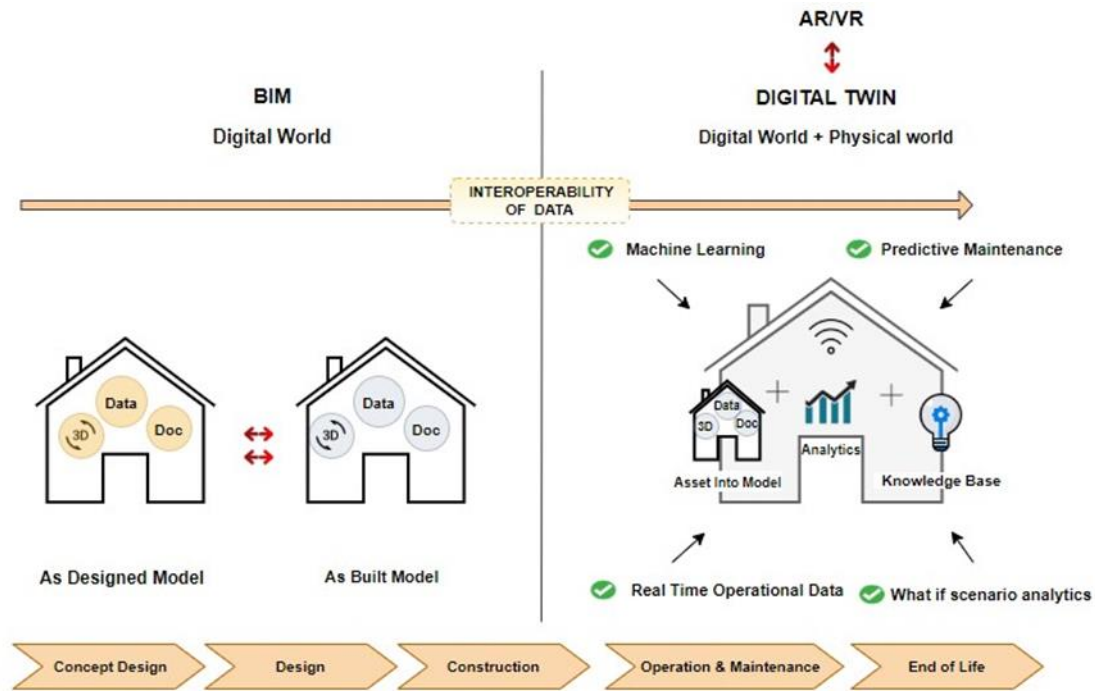 AR/VR
BIM
Digital World
DIGITAL TWIN
Digital World + Physical world
INTEROPERABILITY
OF DATA
Machine Learning
Predictive Maintenance
Data
3D
Doc
Data
3D
Doc
Data
3D
Doc
Analytics
Asset Into Model
Knowledge Base
As Designed Model
As Built Model
Real Time Operational Data
What if scenario analytics
Concept Design
Design
Construction
Operation & Maintenance
End of Life